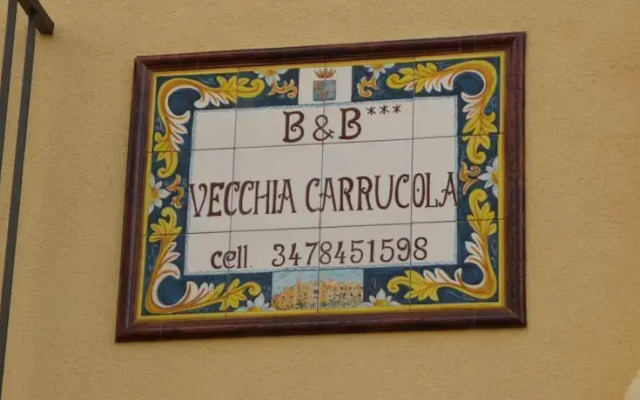 B&B***
VECCHIA CARRUCOLA
cell. 3478451598